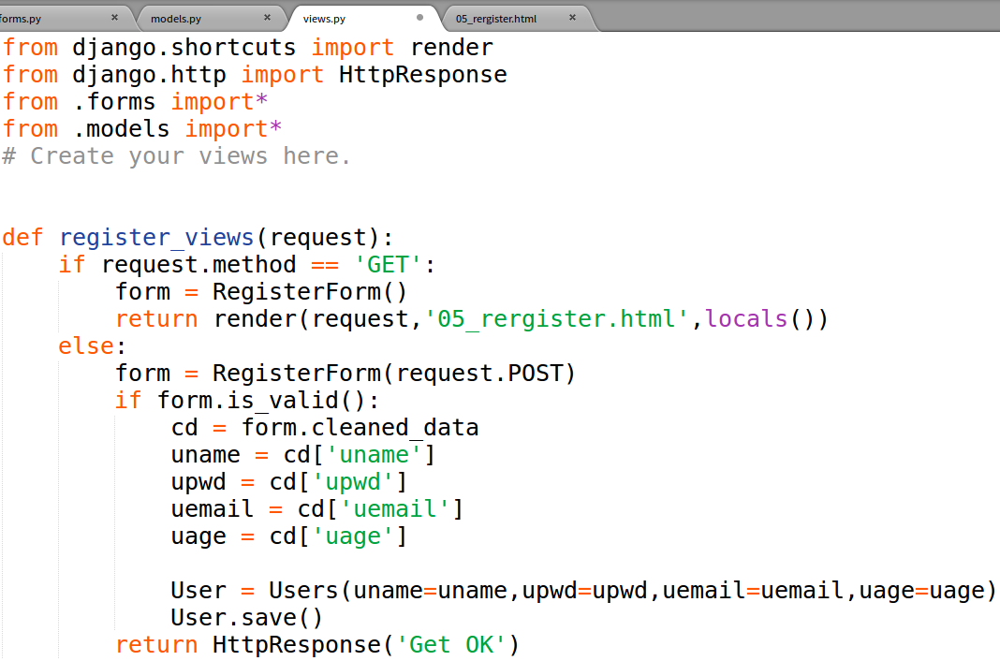 forms.py × models.py × views.py 05_rergister.html ×
from django.shortcuts import render
from django.http import HttpResponse
from .forms import*
from .models import*
# Create your views here.
def register_views(request):
    if request.method == 'GET':
        form = RegisterForm()
        return render(request,'05_rergister.html',locals())
    else:
        form = RegisterForm(request.POST)
        if form.is_valid():
            cd = form.cleaned_data
            uname = cd['uname']
            upwd = cd['upwd']
            uemail = cd['uemail']
            uage = cd['uage']
            User = Users(uname=uname,upwd=upwd,uemail=uemail,uage=uage)
            User.save()
        return HttpResponse('Get OK')